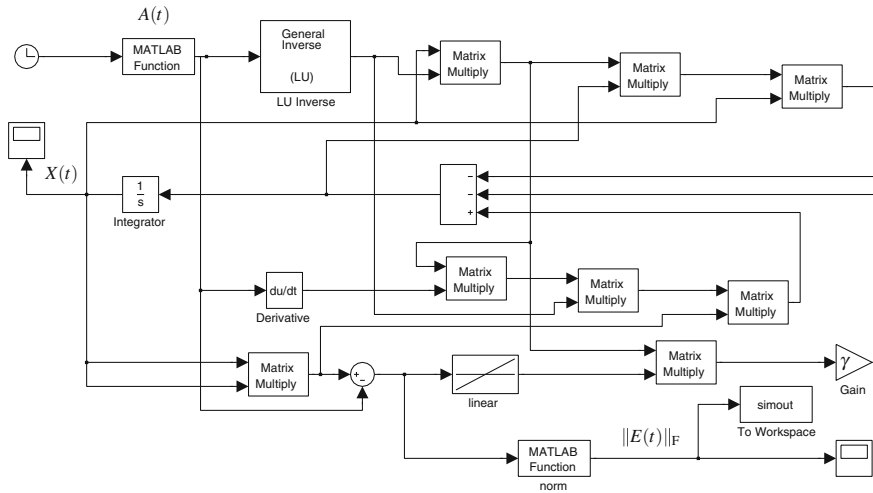 A(t)
MATLAB
Function
General
Inverse
(LU)
LU Inverse
Matrix
Multiply
Matrix
Multiply
Matrix
Multiply
X(t)
1
s
Integrator
−
−
+
du/dt
Derivative
Matrix
Multiply
Matrix
Multiply
Matrix
Multiply
Matrix
Multiply
+
−
linear
Matrix
Multiply
γ
Gain
simout
To Workspace
MATLAB
Function
norm
||E(t)||F